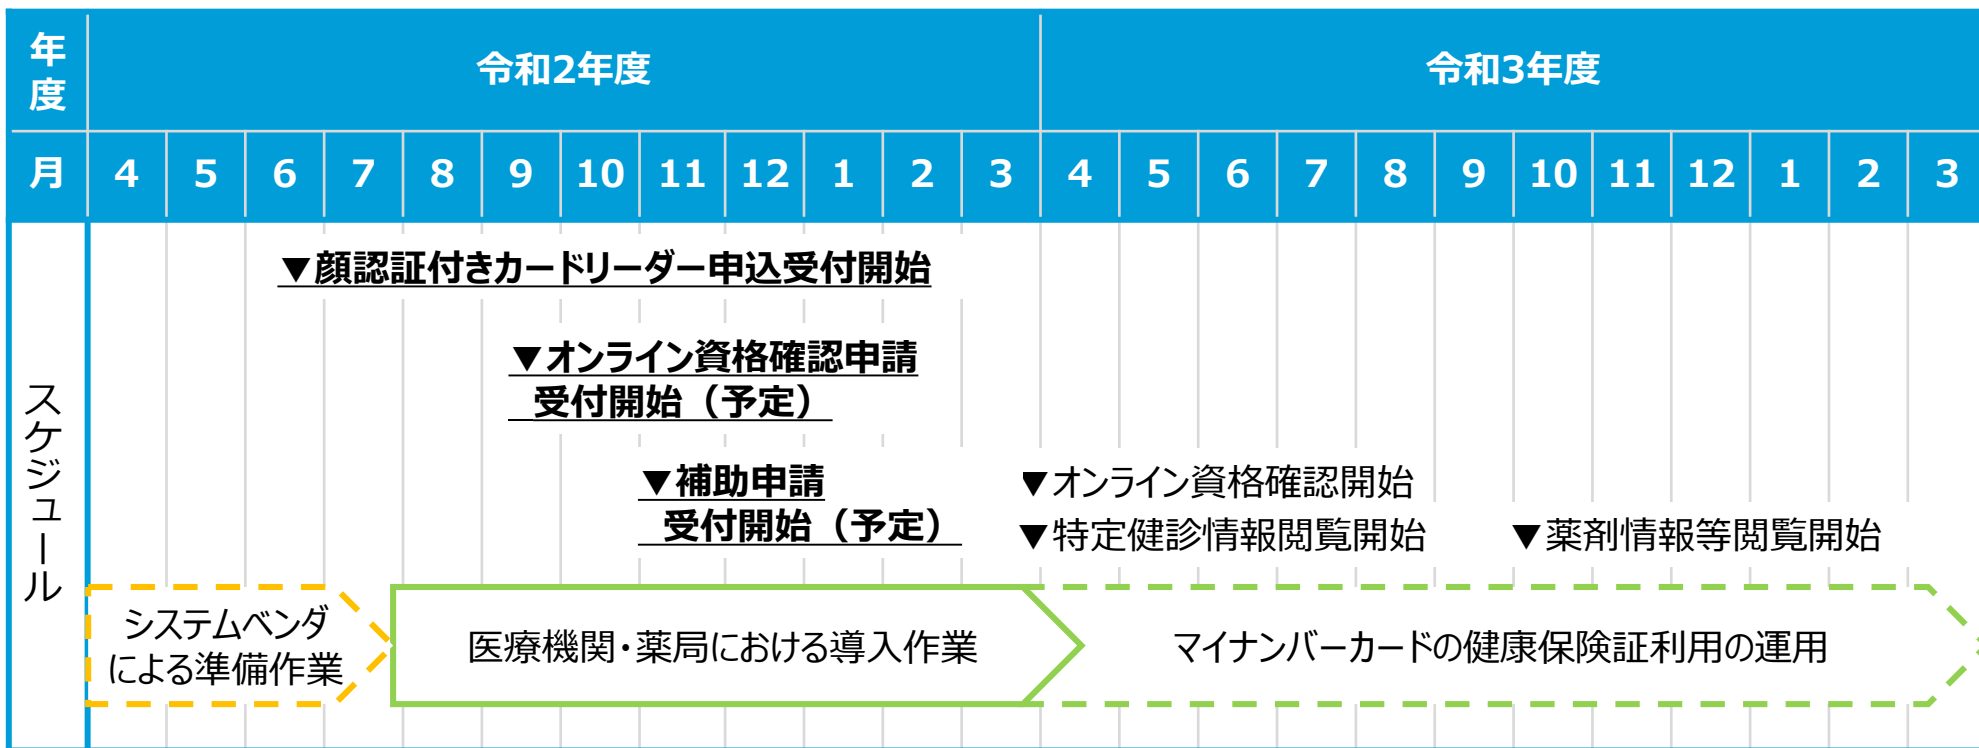 年度
令和2年度
令和3年度
月 4 5 6 7 8 9 10 11 12 1 2 3 4 5 6 7 8 9 10 11 12 1 2 3
スケジュール
▼顔認証付きカードリーダー申込受付開始
▼オンライン資格確認申請
受付開始（予定）
▼補助申請
受付開始（予定）
▼オンライン資格確認開始
▼特定健診情報閲覧開始
▼薬剤情報等閲覧開始
システムベンダ
による準備作業
医療機関・薬局における導入作業
マイナンバーカードの健康保険証利用の運用